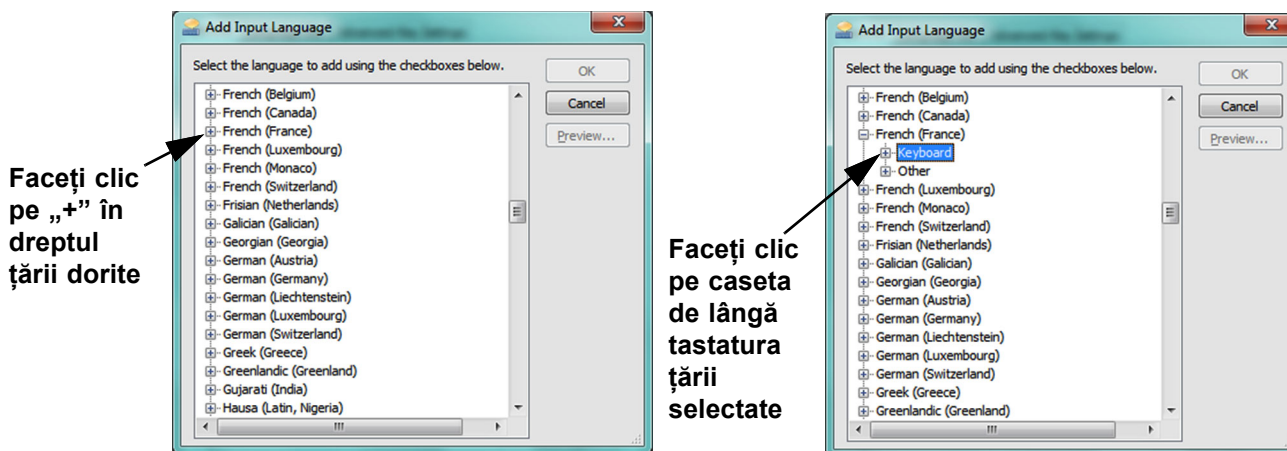 Add Input Language
Select the language to add using the checkboxes below.
French (Belgium)
French (Canada)
French (France)
French (Luxembourg)
French (Monaco)
French (Switzerland)
Frisian (Netherlands)
Galician (Galician)
Georgian (Georgia)
German (Austria)
German (Germany)
German (Liechtenstein)
German (Luxembourg)
German (Switzerland)
Greek (Greece)
Greenlandic (Greenland)
Gujarati (India)
Hausa (Latin, Nigeria)
OK
Cancel
Preview...
Faceți clic
pe „+” în
dreptul
țării dorite
Add Input Language
Select the language to add using the checkboxes below.
French (Belgium)
French (Canada)
French (France)
Keyboard
Other
French (Luxembourg)
French (Monaco)
French (Switzerland)
Frisian (Netherlands)
Galician (Galician)
Georgian (Georgia)
German (Austria)
German (Germany)
German (Liechtenstein)
German (Luxembourg)
German (Switzerland)
Greek (Greece)
Greenlandic (Greenland)
OK
Cancel
Preview...
Faceți clic
pe caseta
de lângă
tastatura
țării
selectate